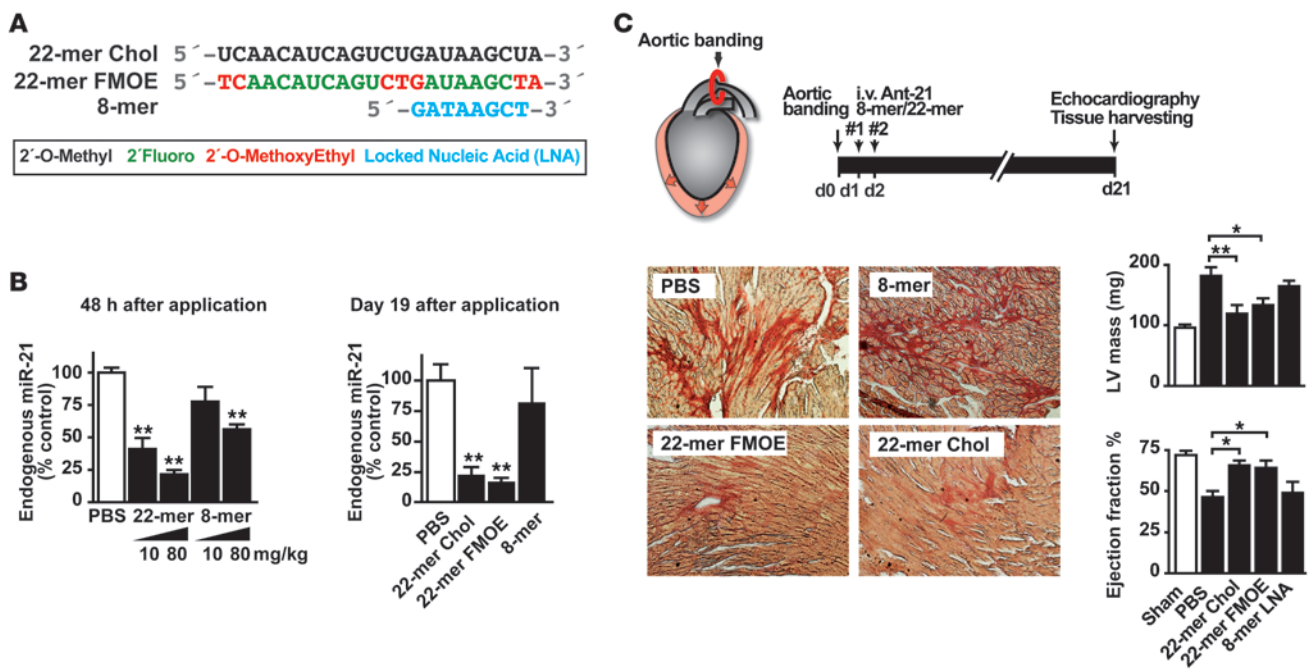 A
22-mer Chol 5´-UCAACAUCAGUCUGAUAAGCUA-3´
22-mer FMOE 5´-TCAACAUCAGUCTGAUAAGCTA-3´
8-mer 5´-GATAAGCT-3´
2´-O-Methyl 2´Fluoro 2´-O-MethoxyEthyl Locked Nucleic Acid (LNA)
B
48 h after application
Endogenous miR-21
(% control)
100
75
50
25
0
**
**
**
PBS 22-mer 8-mer
10 80 10 80 mg/kg
Day 19 after application
Endogenous miR-21
(% control)
100
75
50
25
0
**
**
PBS
22-mer Chol
22-mer FMOE
8-mer
C
Aortic banding
Aortic
banding
i.v. Ant-21
8-mer/22-mer
#1 #2
Echocardiography
Tissue harvesting
d0 d1 d2
d21
PBS
8-mer
22-mer FMOE
22-mer Chol
LV mass (mg)
200
100
0
*
**
Ejection fraction %
75
50
25
0
*
*
Sham
PBS
22-mer Chol
22-mer FMOE
8-mer LNA